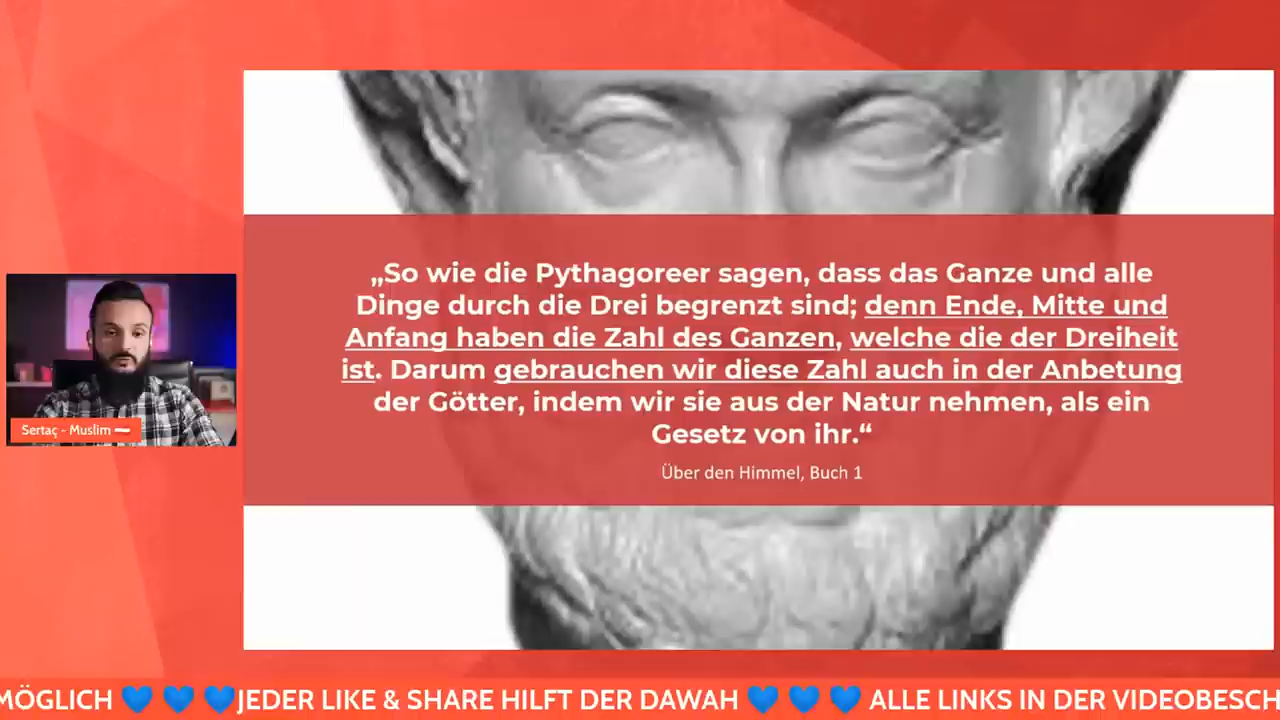 „So wie die Pythagoreer sagen, dass das Ganze und alle
Dinge durch die Drei begrenzt sind; denn Ende, Mitte und
Anfang haben die Zahl des Ganzen, welche die der Dreiheit
ist. Darum gebrauchen wir diese Zahl auch in der Anbetung
der Götter, indem wir sie aus der Natur nehmen, als ein
Gesetz von ihr.“
Über den Himmel, Buch 1
Sertaç - Muslim
MÖGLICH 💙 💙 💙JEDER LIKE & SHARE HILFT DER DAWAH 💙 💙 💙 ALLE LINKS IN DER VIDEOBESCH